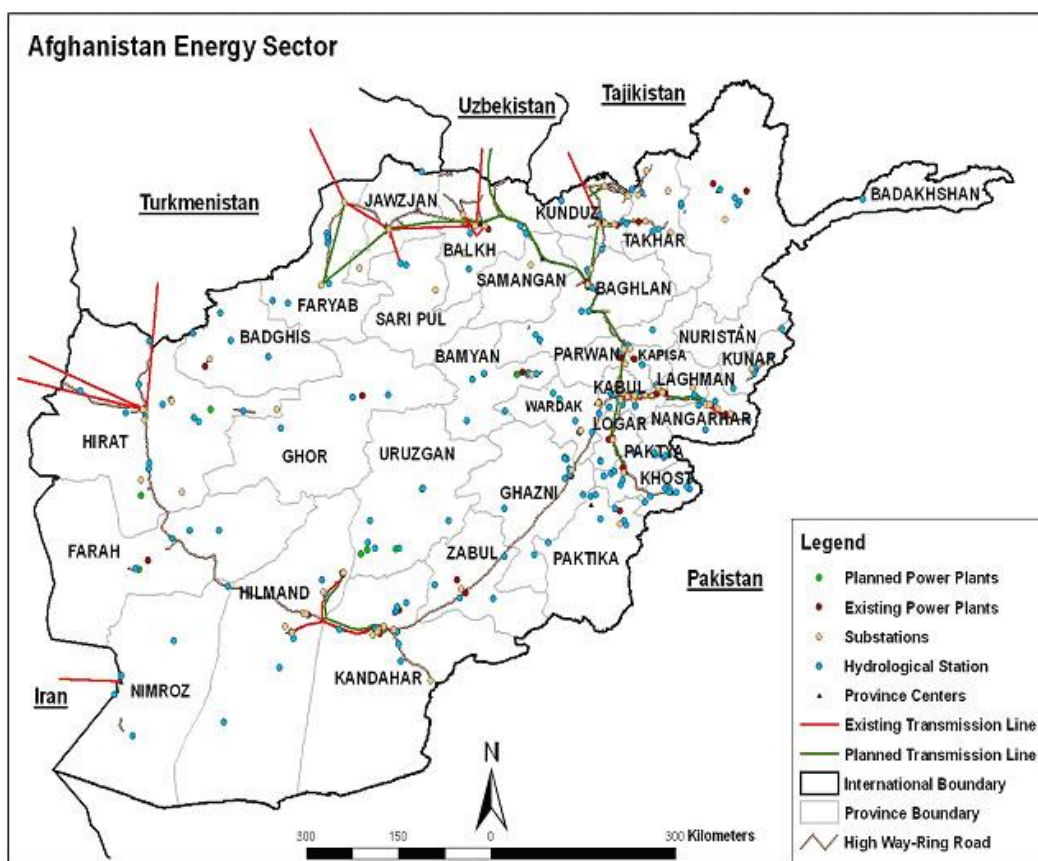 Afghanistan Energy Sector
Uzbekistan
Tajikistan
Turkmenistan
JAWZJAN
KUNDUZ
BADAKHSHAN
BALKH
TAKHAR
SAMANGAN
FARYAB
BAGHLAN
SARI PUL
BADGHIS
NURISTAN
BAMYAN
PARWAN
KAPISA
KUNAR
KABUL
LAGHMAN
WARDAK
HIRAT
LOGAR
NANGARHAR
GHOR
URUZGAN
PAKTYA
GHAZNI
KHOST
FARAH
ZABUL
PAKTIKA
HILMAND
Pakistan
KANDAHAR
Iran
NIMROZ
N
300
150
0
300 Kilometers
Legend
Planned Power Plants
Existing Power Plants
Substations
Hydrological Station
Province Centers
Existing Transmission Line
Planned Transmission Line
International Boundary
Province Boundary
High Way-Ring Road